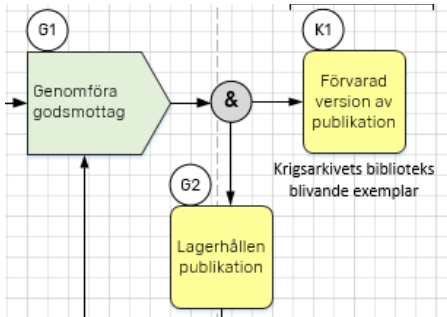 G1
K1
Genomföra
godsmottag
&
Förvarad
version av
publikation
Krigsarkivets biblioteks
blivande exemplar
G2
Lagerhållen
publikation